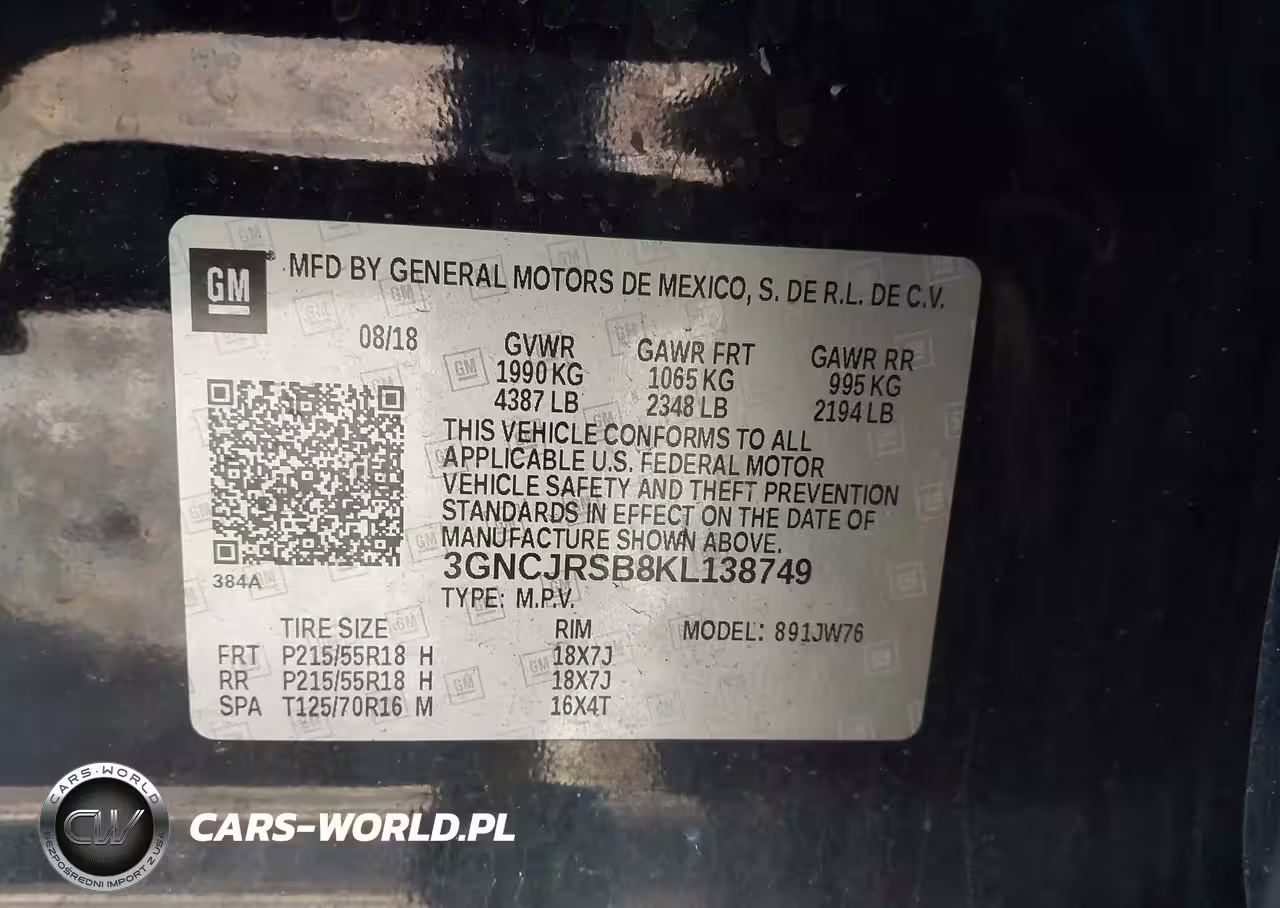 GM
MFD BY GENERAL MOTORS DE MEXICO, S. DE R.L. DE C.V.
08/18
GVWR GAWR FRT GAWR RR
1990 KG 1065 KG 995 KG
4387 LB 2348 LB 2194 LB
THIS VEHICLE CONFORMS TO ALL
APPLICABLE U.S. FEDERAL MOTOR
VEHICLE SAFETY AND THEFT PREVENTION
STANDARDS IN EFFECT ON THE DATE OF
MANUFACTURE SHOWN ABOVE.
3GNCJRSB8KL138749
384A
TYPE: M.P.V.
TIRE SIZE RIM MODEL: 891JW76
FRT P215/55R18 H 18X7J
RR P215/55R18 H 18X7J
SPA T125/70R16 M 16X4T
CARS-WORLD
CW
BEZPOŚREDNI IMPORT Z USA
CARS-WORLD.PL